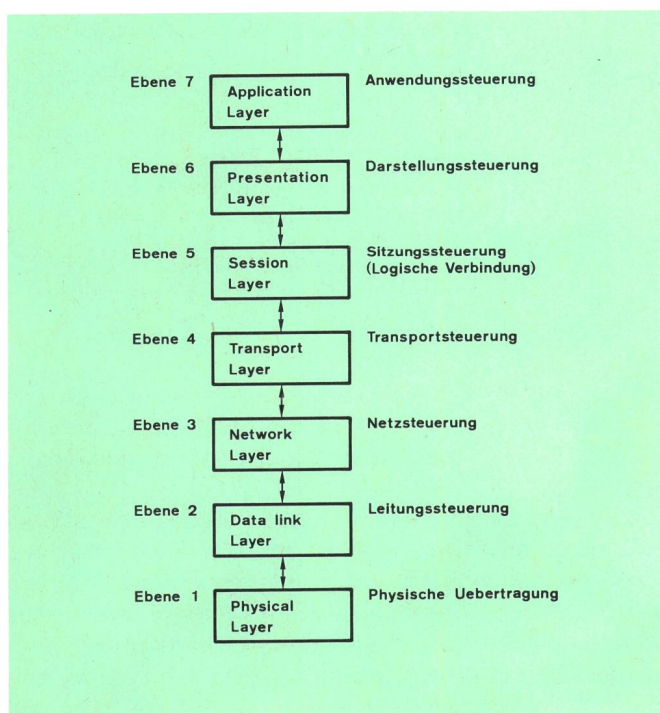 Ebene 7 Application Anwendungssteuerung
Layer
Ebene 6 Presentation Darstellungssteuerung
Layer
Ebene 5 Session Sitzungssteuerung
Layer (Logische Verbindung)
Ebene 4 Transport Transportsteuerung
Layer
Ebene 3 Network Netzsteuerung
Layer
Ebene 2 Data link Leitungssteuerung
Layer
Ebene 1 Physical Physische Uebertragung
Layer